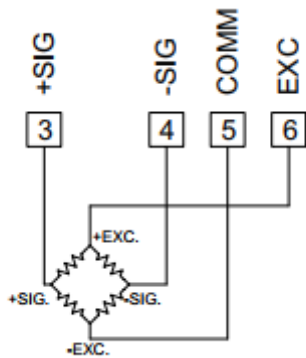 +SIG
-SIG
COMM
EXC
3
4
5
6
+EXC.
+SIG.
-SIG.
-EXC.